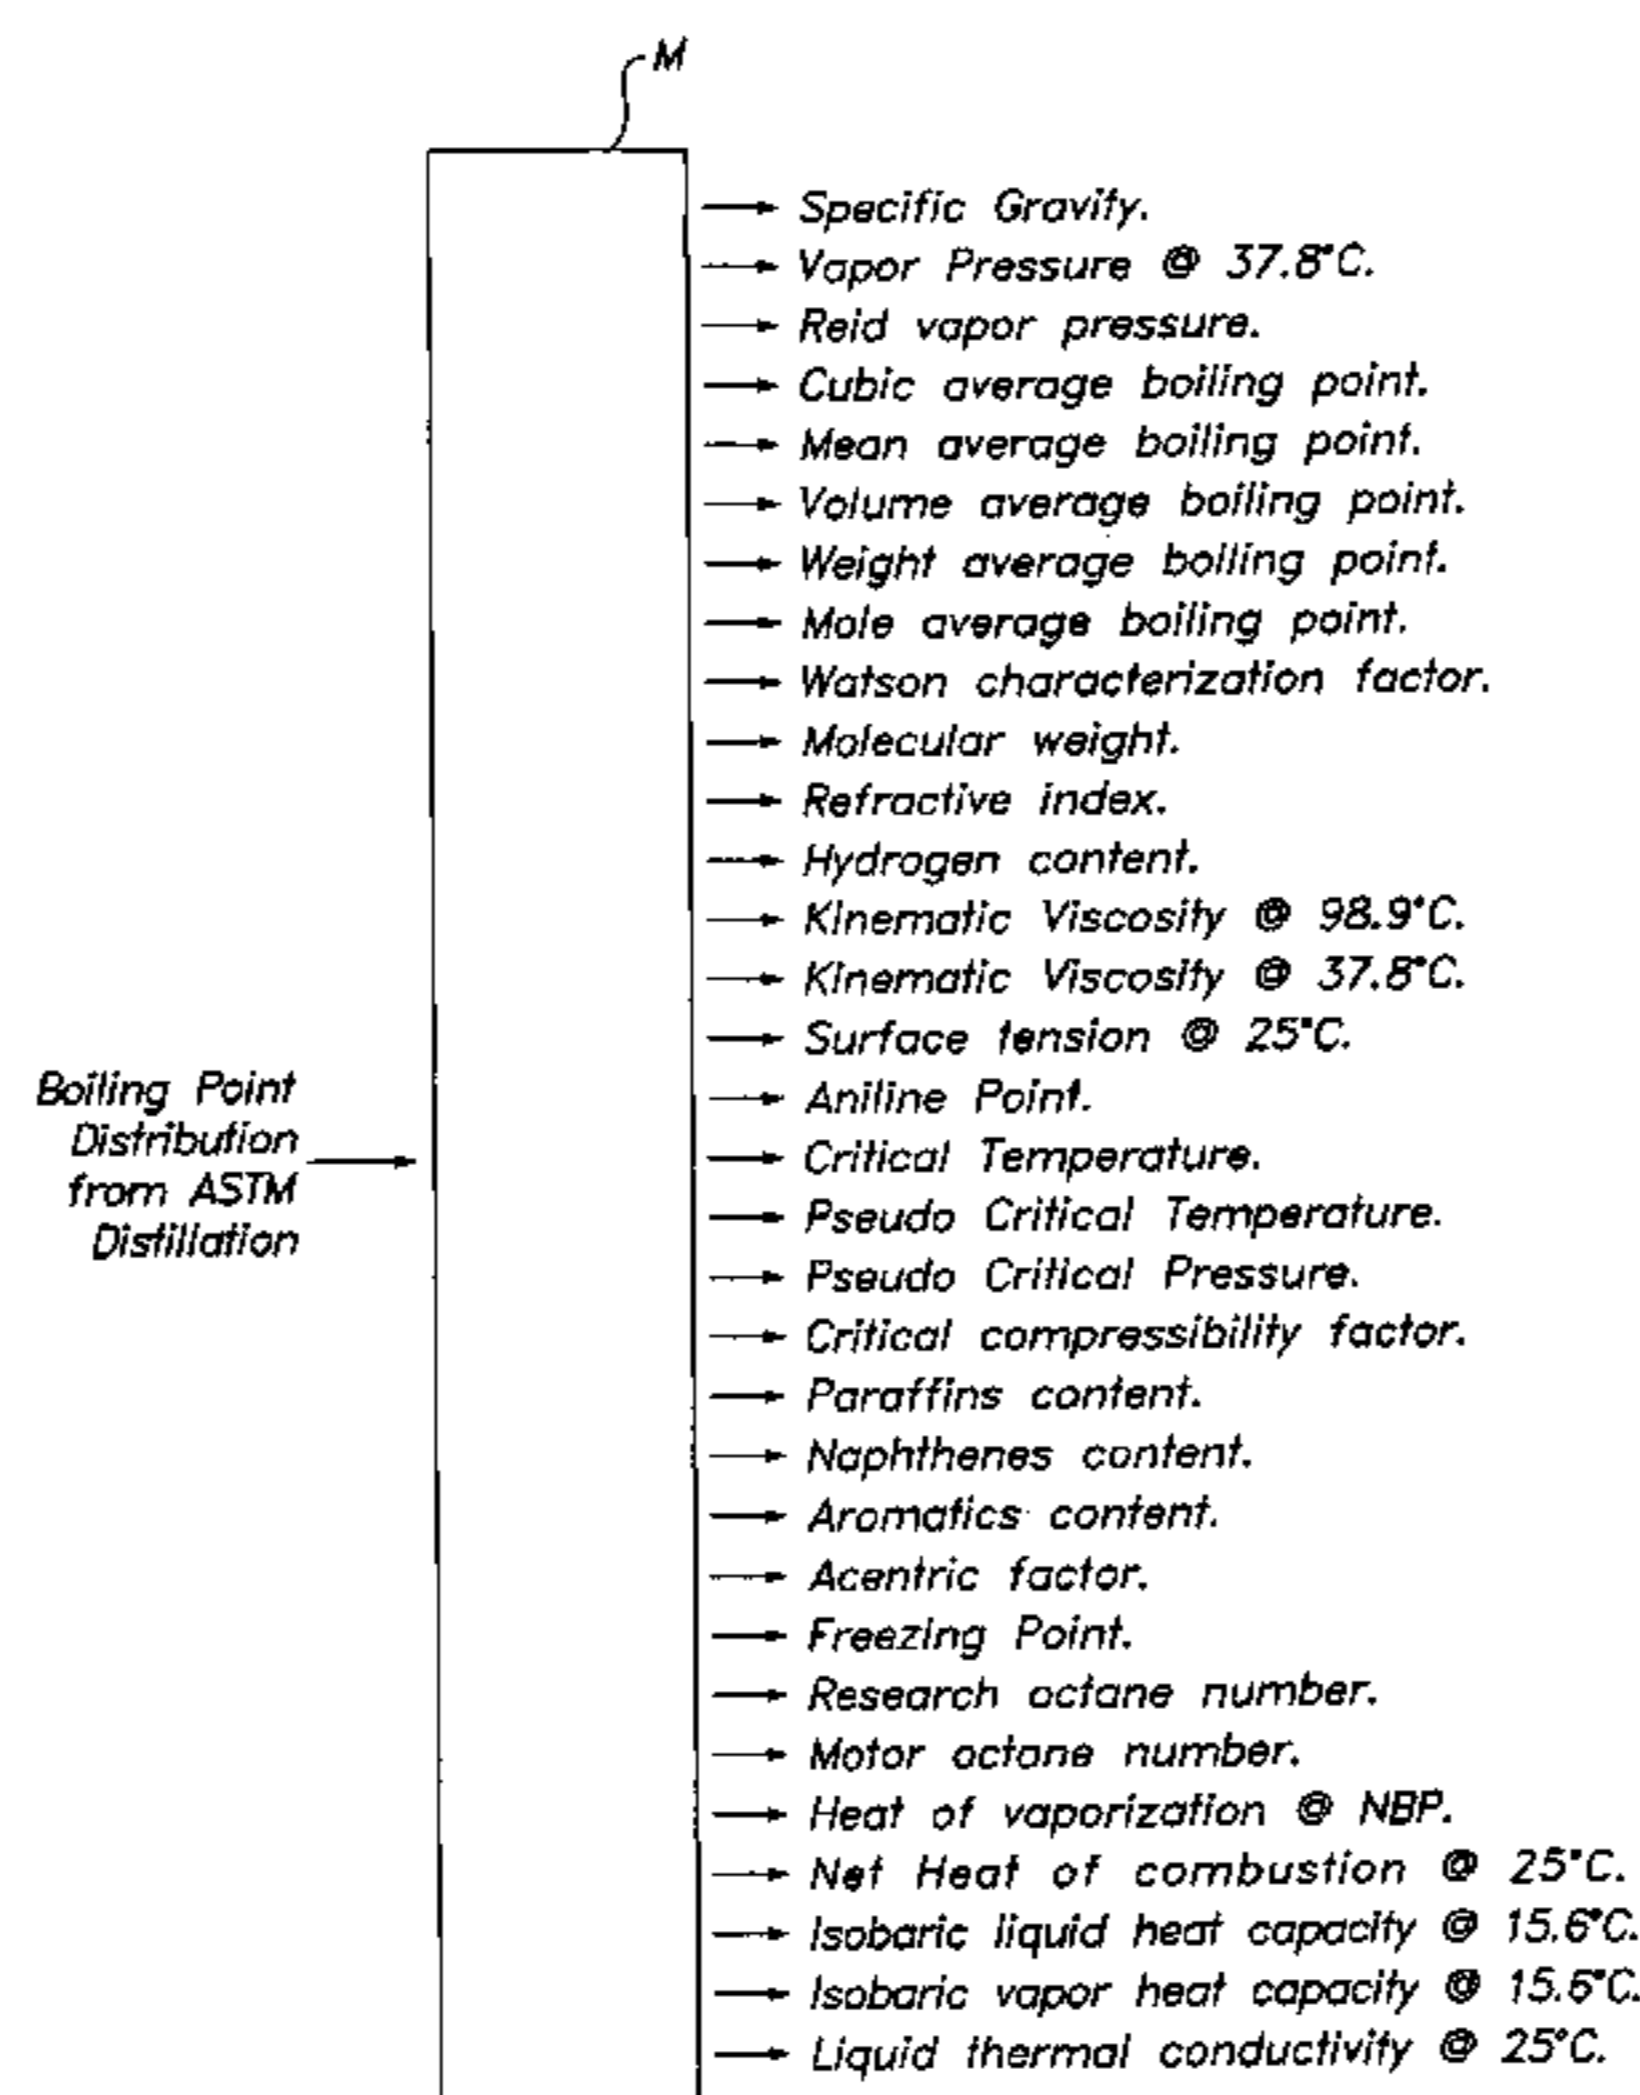 M
Specific Gravity.
Vapor Pressure @ 37.8°C.
Reid vapor pressure.
Cubic average boiling point.
Mean average boiling point.
Volume average boiling point.
Weight average boiling point.
Mole average boiling point.
Watson characterization factor.
Molecular weight.
Refractive index.
Hydrogen content.
Kinematic Viscosity @ 98.9°C.
Kinematic Viscosity @ 37.8°C.
Surface tension @ 25°C.
Aniline Point.
Critical Temperature.
Pseudo Critical Temperature.
Pseudo Critical Pressure.
Critical compressibility factor.
Paraffins content.
Naphthenes content.
Aromatics content.
Acentric factor.
Freezing Point.
Research octane number.
Motor octane number.
Heat of vaporization @ NBP.
Net Heat of combustion @ 25°C.
Isobaric liquid heat capacity @ 15.6°C.
Isobaric vapor heat capacity @ 15.6°C.
Liquid thermal conductivity @ 25°C.
Boiling Point
Distribution
from ASTM
Distillation